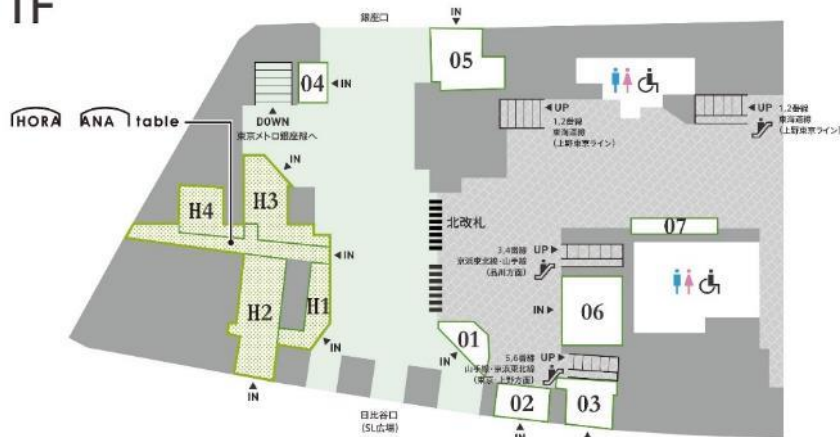 1F
銀座口
IN
05
04
IN
DOWN
東京メトロ銀座線へ
UP
1,2番線
東海道線
(上野東京ライン)
UP
1,2番線
東海道線
(上野東京ライン)
HORA ANA table
IN
H3
H4
北改札
07
IN
3,4番線 UP
京浜東北線・山手線
(品川方面)
H2
H1
IN
06
01
IN
IN
5,6番線 UP
山手線・京浜東北線
(東京・上野方面)
IN
02
03
日比谷口
(SL広場)
IN